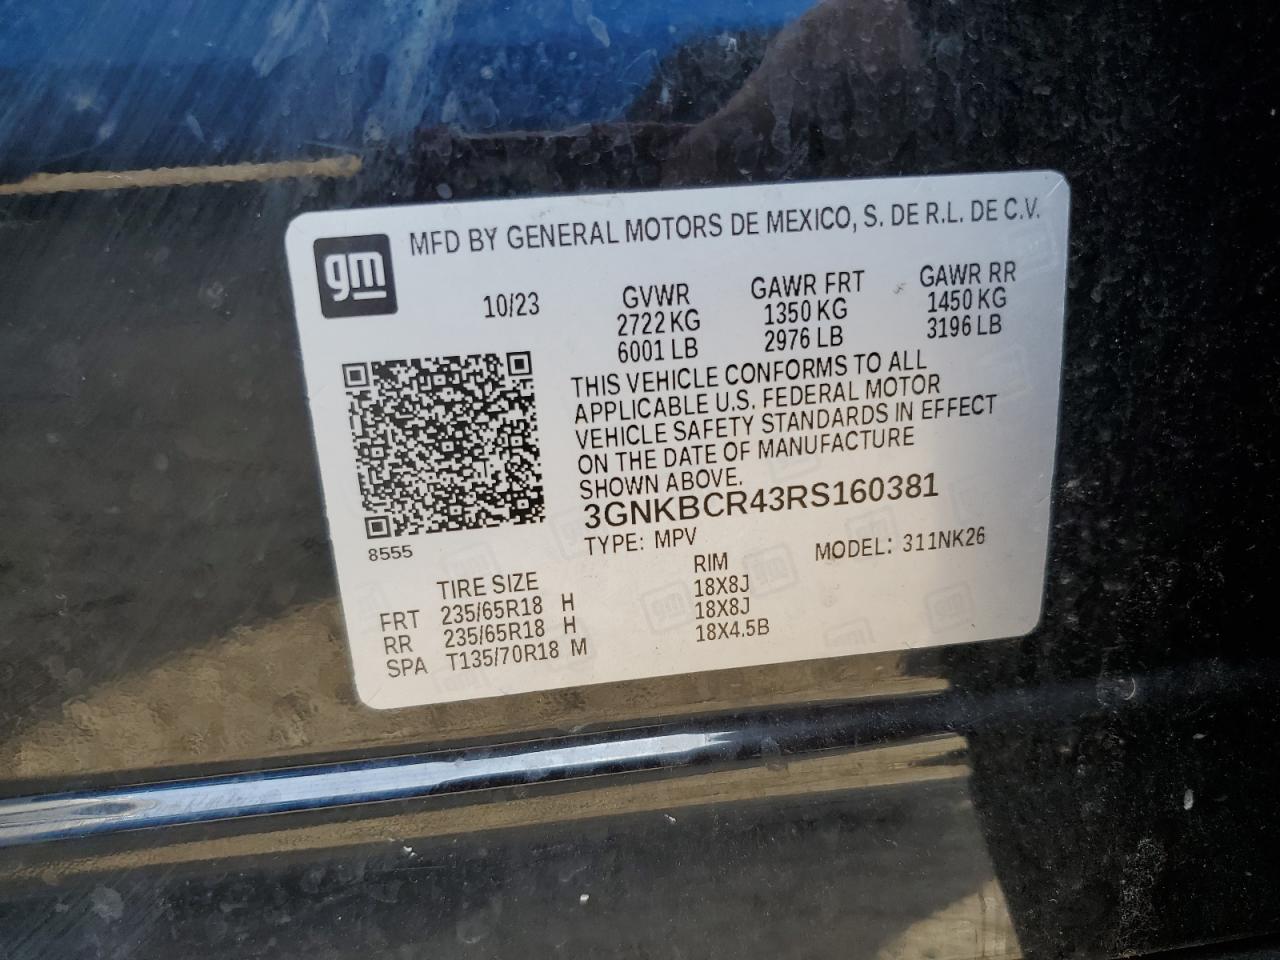 gm
MFD BY GENERAL MOTORS DE MEXICO, S. DE R.L. DE C.V.
10/23
GVWR GAWR FRT GAWR RR
2722 KG 1350 KG 1450 KG
6001 LB 2976 LB 3196 LB
THIS VEHICLE CONFORMS TO ALL
APPLICABLE U.S. FEDERAL MOTOR
VEHICLE SAFETY STANDARDS IN EFFECT
ON THE DATE OF MANUFACTURE
SHOWN ABOVE.
3GNKBCR43RS160381
8555
TYPE: MPV MODEL: 311NK26
TIRE SIZE RIM
FRT 235/65R18 H 18X8J
RR 235/65R18 H 18X8J
SPA T135/70R18 M 18X4.5B